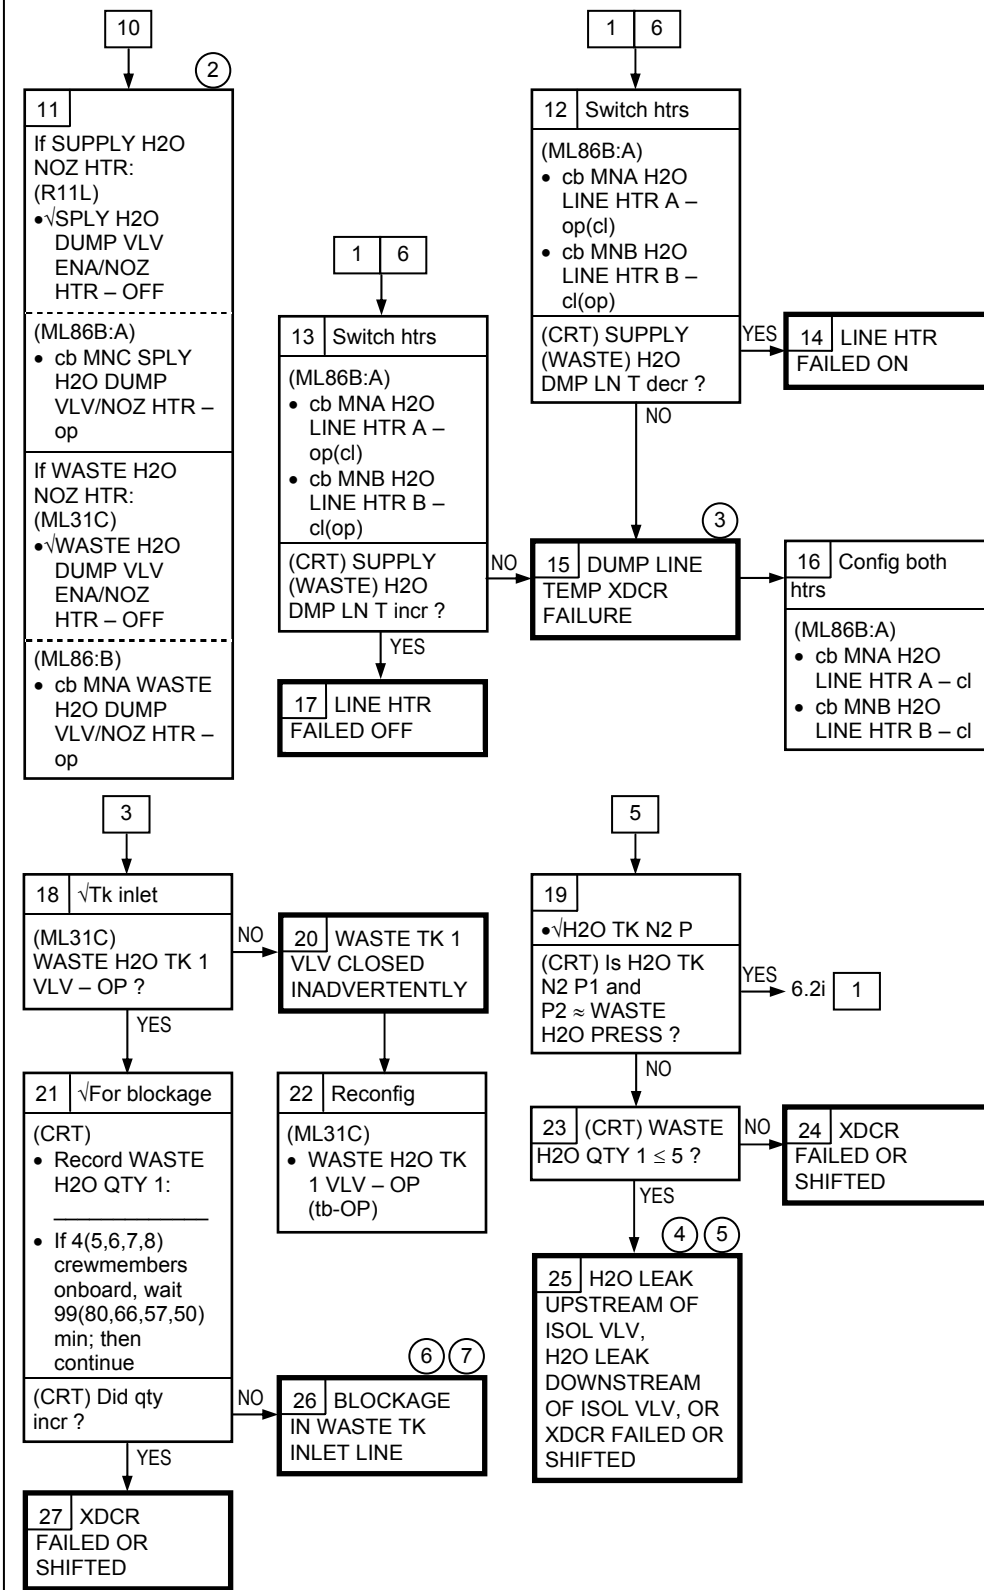 10
2
11
If SUPPLY H2O
NOZ HTR:
(R11L)
•√SPLY H2O
DUMP VLV
ENA/NOZ
HTR – OFF
(ML86B:A)
• cb MNC SPLY
H2O DUMP
VLV/NOZ HTR –
op
If WASTE H2O
NOZ HTR:
(ML31C)
•√WASTE H2O
DUMP VLV
ENA/NOZ
HTR – OFF
(ML86:B)
• cb MNA WASTE
H2O DUMP
VLV/NOZ HTR –
op
1 6
13 Switch htrs
(ML86B:A)
• cb MNA H2O
LINE HTR A –
op(cl)
• cb MNB H2O
LINE HTR B –
cl(op)
(CRT) SUPPLY
(WASTE) H2O
DMP LN T incr ?
NO
YES
17 LINE HTR
FAILED OFF
1 6
12 Switch htrs
(ML86B:A)
• cb MNA H2O
LINE HTR A –
op(cl)
• cb MNB H2O
LINE HTR B –
cl(op)
(CRT) SUPPLY
(WASTE) H2O
DMP LN T decr ?
YES
NO
14 LINE HTR
FAILED ON
3
15 DUMP LINE
TEMP XDCR
FAILURE
16 Config both
htrs
(ML86B:A)
• cb MNA H2O
LINE HTR A – cl
• cb MNB H2O
LINE HTR B – cl
3
18 √Tk inlet
(ML31C)
WASTE H2O TK 1
VLV – OP ?
NO
YES
20 WASTE TK 1
VLV CLOSED
INADVERTENTLY
22 Reconfig
(ML31C)
• WASTE H2O TK
1 VLV – OP
(tb-OP)
21 √For blockage
(CRT)
• Record WASTE
H2O QTY 1:
______________
• If 4(5,6,7,8)
crewmembers
onboard, wait
99(80,66,57,50)
min; then
continue
(CRT) Did qty
incr ?
NO
YES
6 7
26 BLOCKAGE
IN WASTE TK
INLET LINE
27 XDCR
FAILED OR
SHIFTED
5
19
•√H2O TK N2 P
(CRT) Is H2O TK
N2 P1 and
P2 ≈ WASTE
H2O PRESS ?
YES
6.2i 1
NO
23 (CRT) WASTE
H2O QTY 1 ≤ 5 ?
NO
YES
24 XDCR
FAILED OR
SHIFTED
4 5
25 H2O LEAK
UPSTREAM OF
ISOL VLV,
H2O LEAK
DOWNSTREAM
OF ISOL VLV, OR
XDCR FAILED OR
SHIFTED